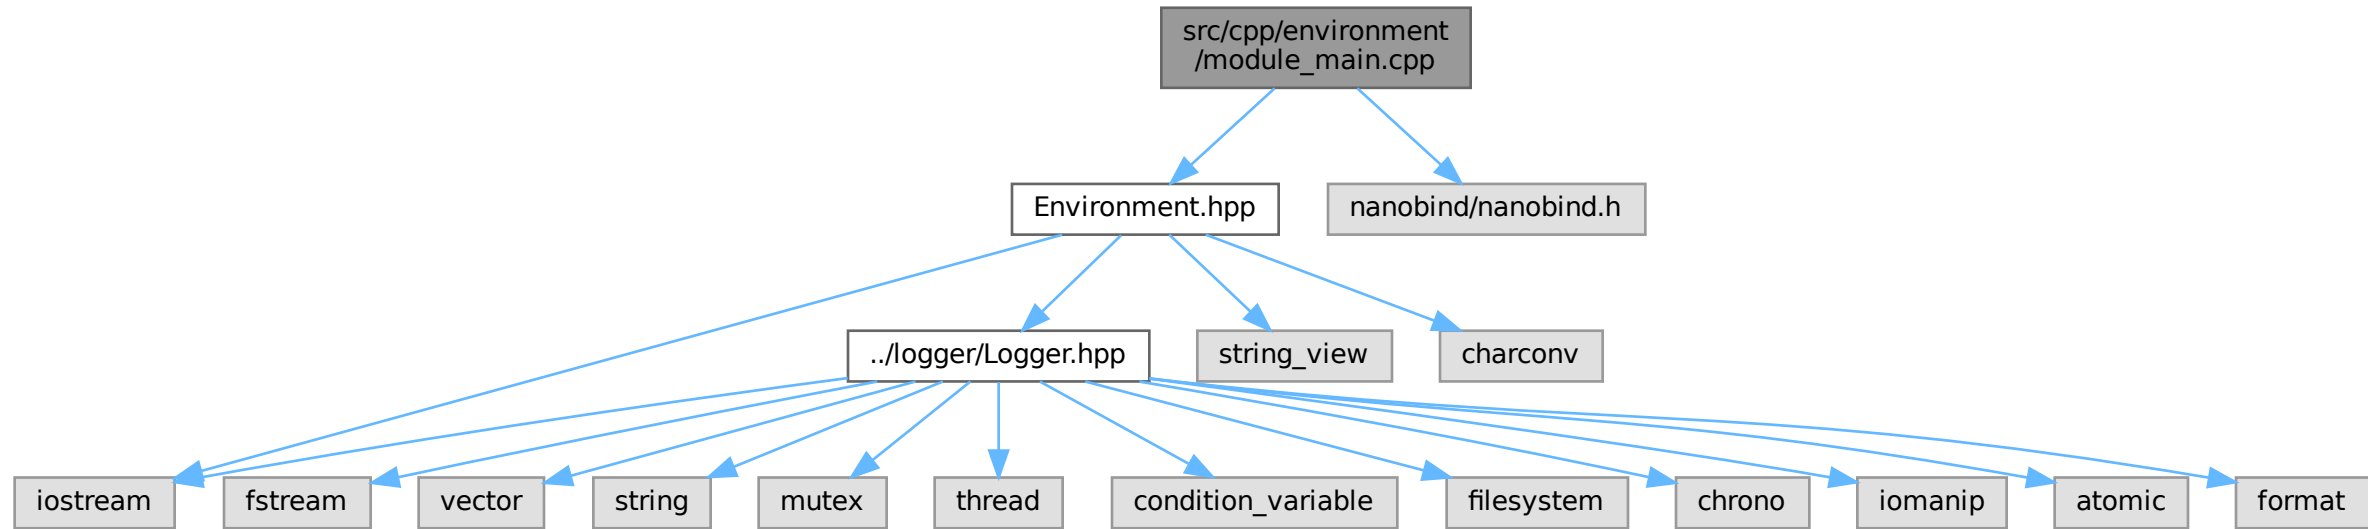 src/cpp/environment
/module_main.cpp
Environment.hpp
nanobind/nanobind.h
../logger/Logger.hpp
string_view
charconv
iostream
fstream
vector
string
mutex
thread
condition_variable
filesystem
chrono
iomanip
atomic
format